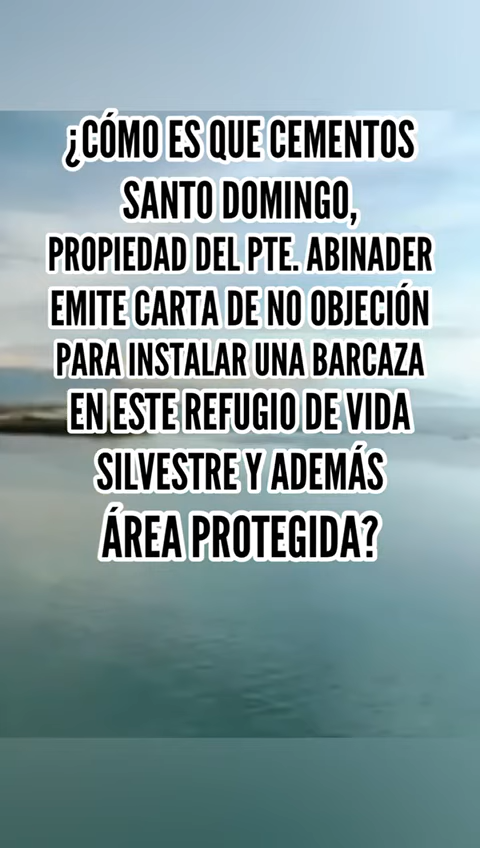 ¿CÓMO ES QUE CEMENTOS
SANTO DOMINGO,
PROPIEDAD DEL PTE. ABINADER
EMITE CARTA DE NO OBJECIÓN
PARA INSTALAR UNA BARCAZA
EN ESTE REFUGIO DE VIDA
SILVESTRE Y ADEMÁS
ÁREA PROTEGIDA?